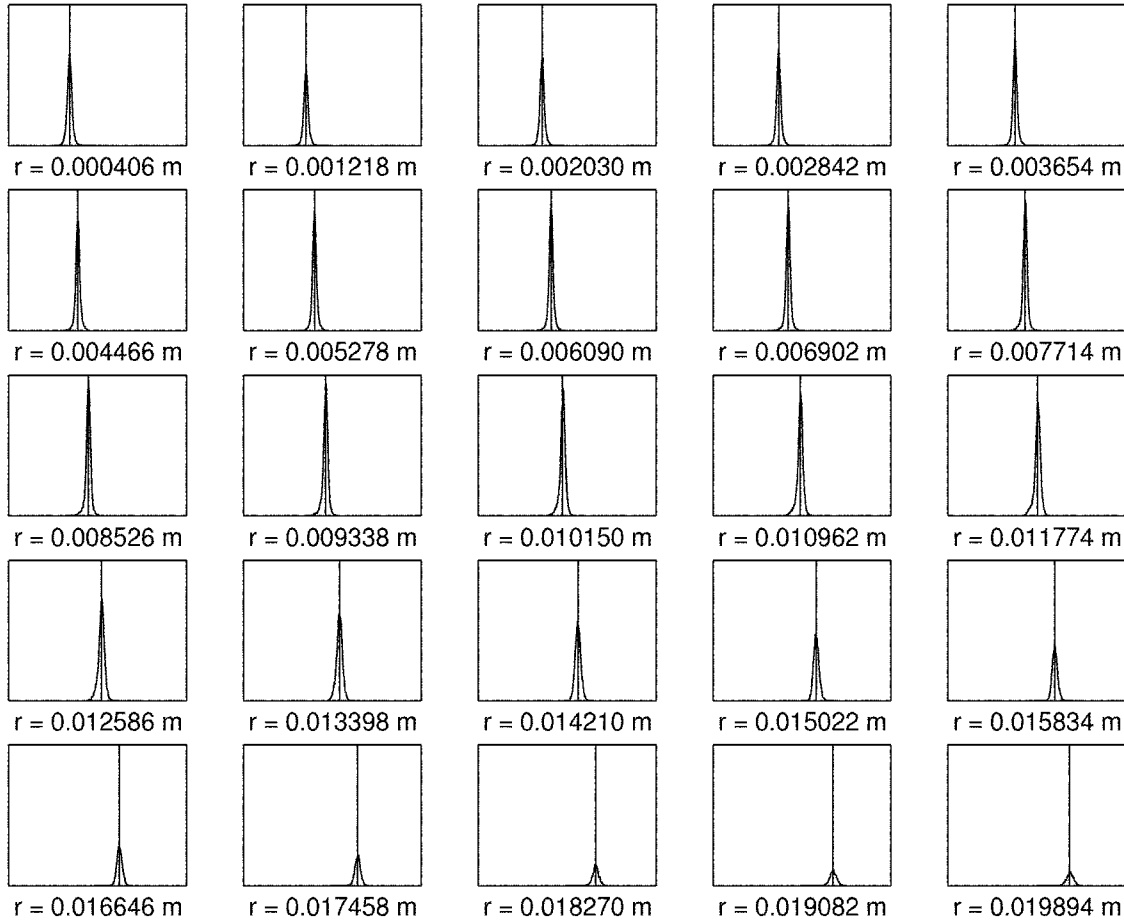 r = 0.000406 m r = 0.001218 m r = 0.002030 m r = 0.002842 m r = 0.003654 m
r = 0.004466 m r = 0.005278 m r = 0.006090 m r = 0.006902 m r = 0.007714 m
r = 0.008526 m r = 0.009338 m r = 0.010150 m r = 0.010962 m r = 0.011774 m
r = 0.012586 m r = 0.013398 m r = 0.014210 m r = 0.015022 m r = 0.015834 m
r = 0.016646 m r = 0.017458 m r = 0.018270 m r = 0.019082 m r = 0.019894 m